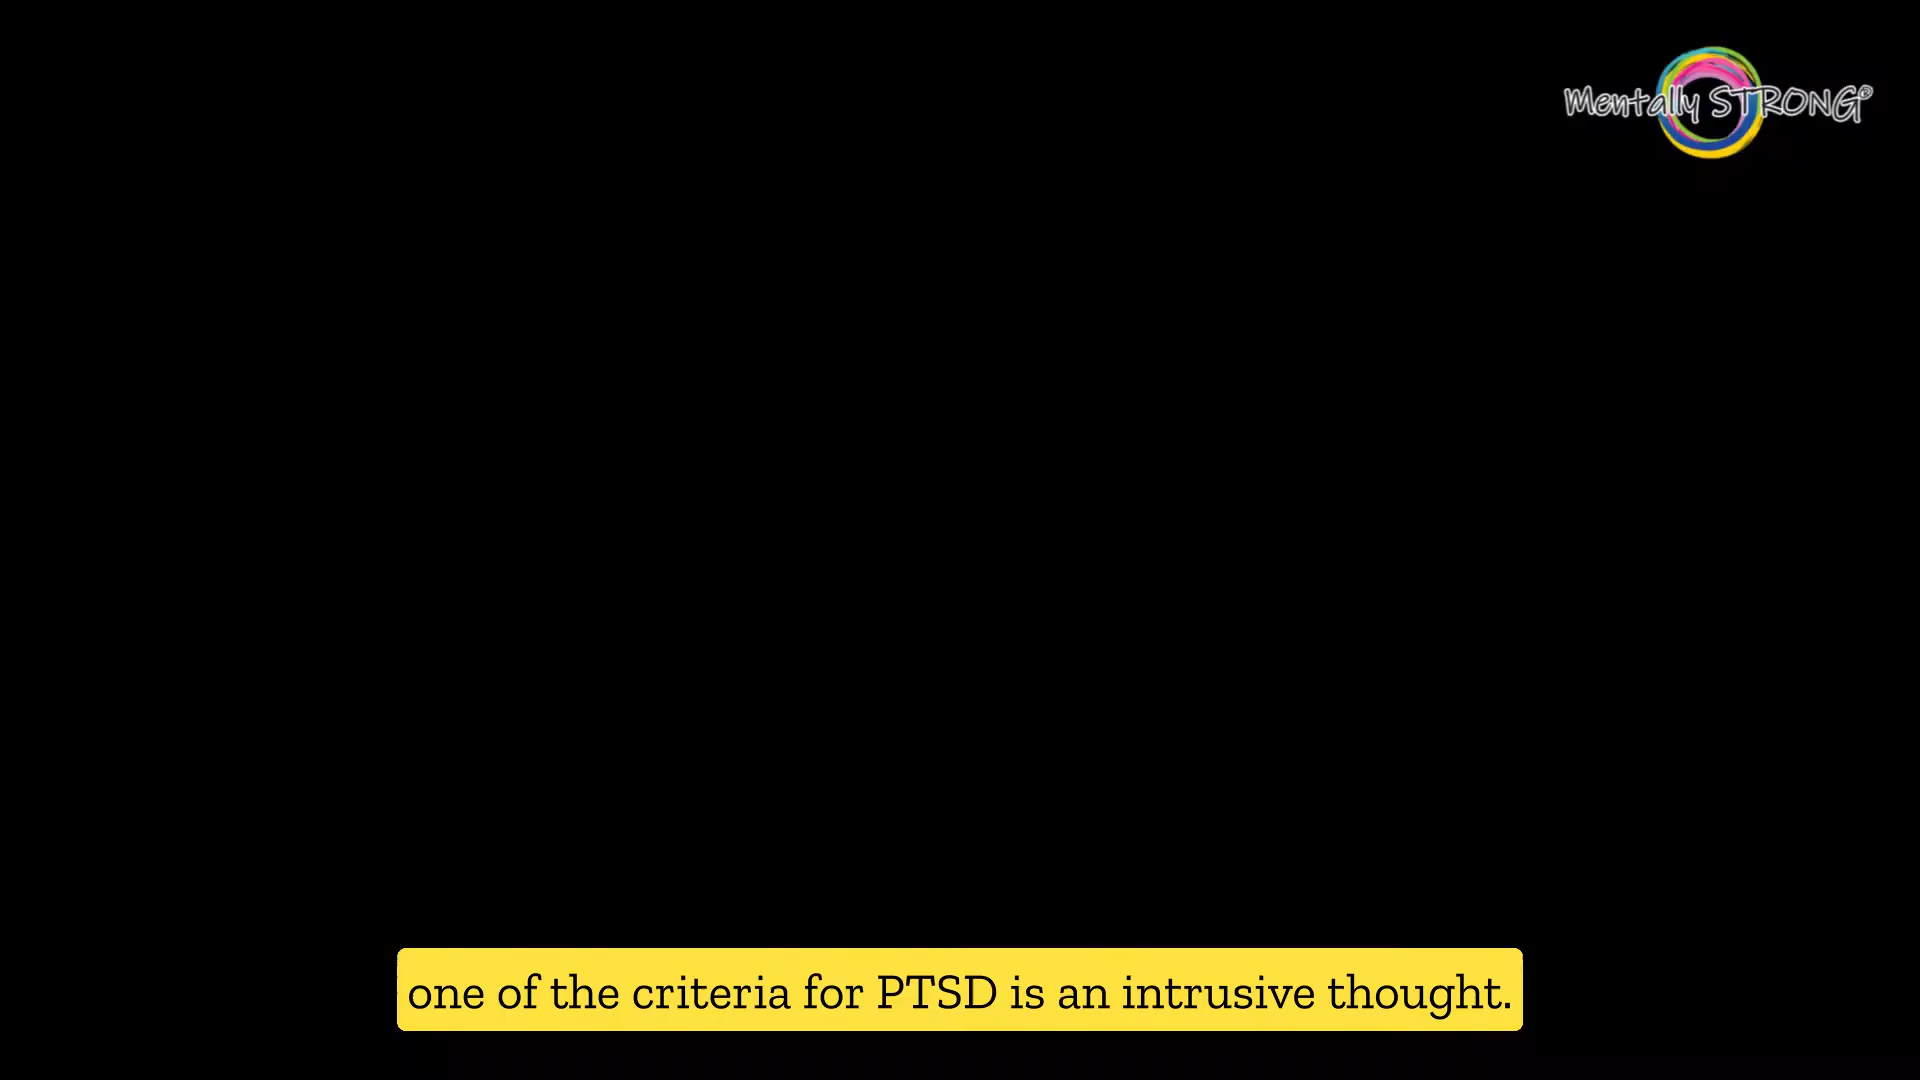 Mentally STRONG®
one of the criteria for PTSD is an intrusive thought.